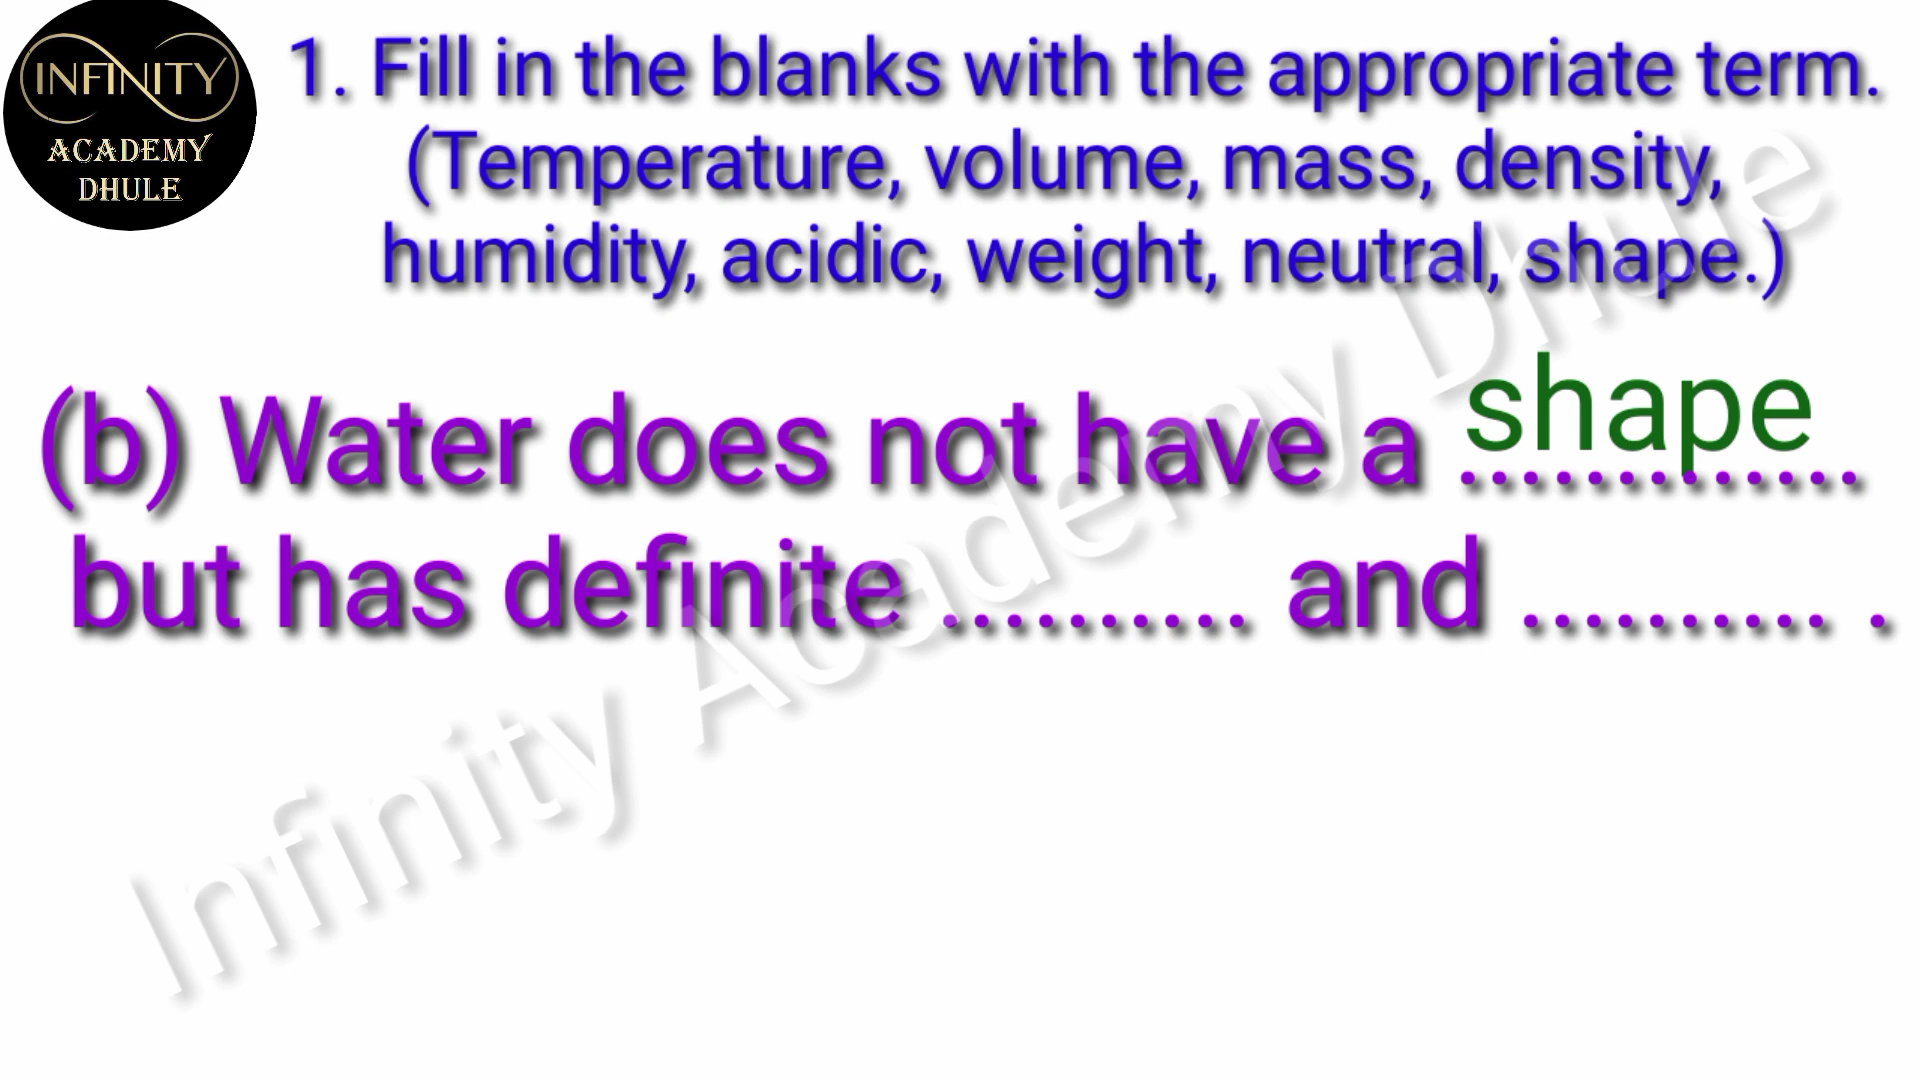 INFINITY
ACADEMY
DHULE
1. Fill in the blanks with the appropriate term.
(Temperature, volume, mass, density,
humidity, acidic, weight, neutral, shape.)
(b) Water does not have a shape.............
but has definite .......... and .......... .
Infinity Academy Dhule